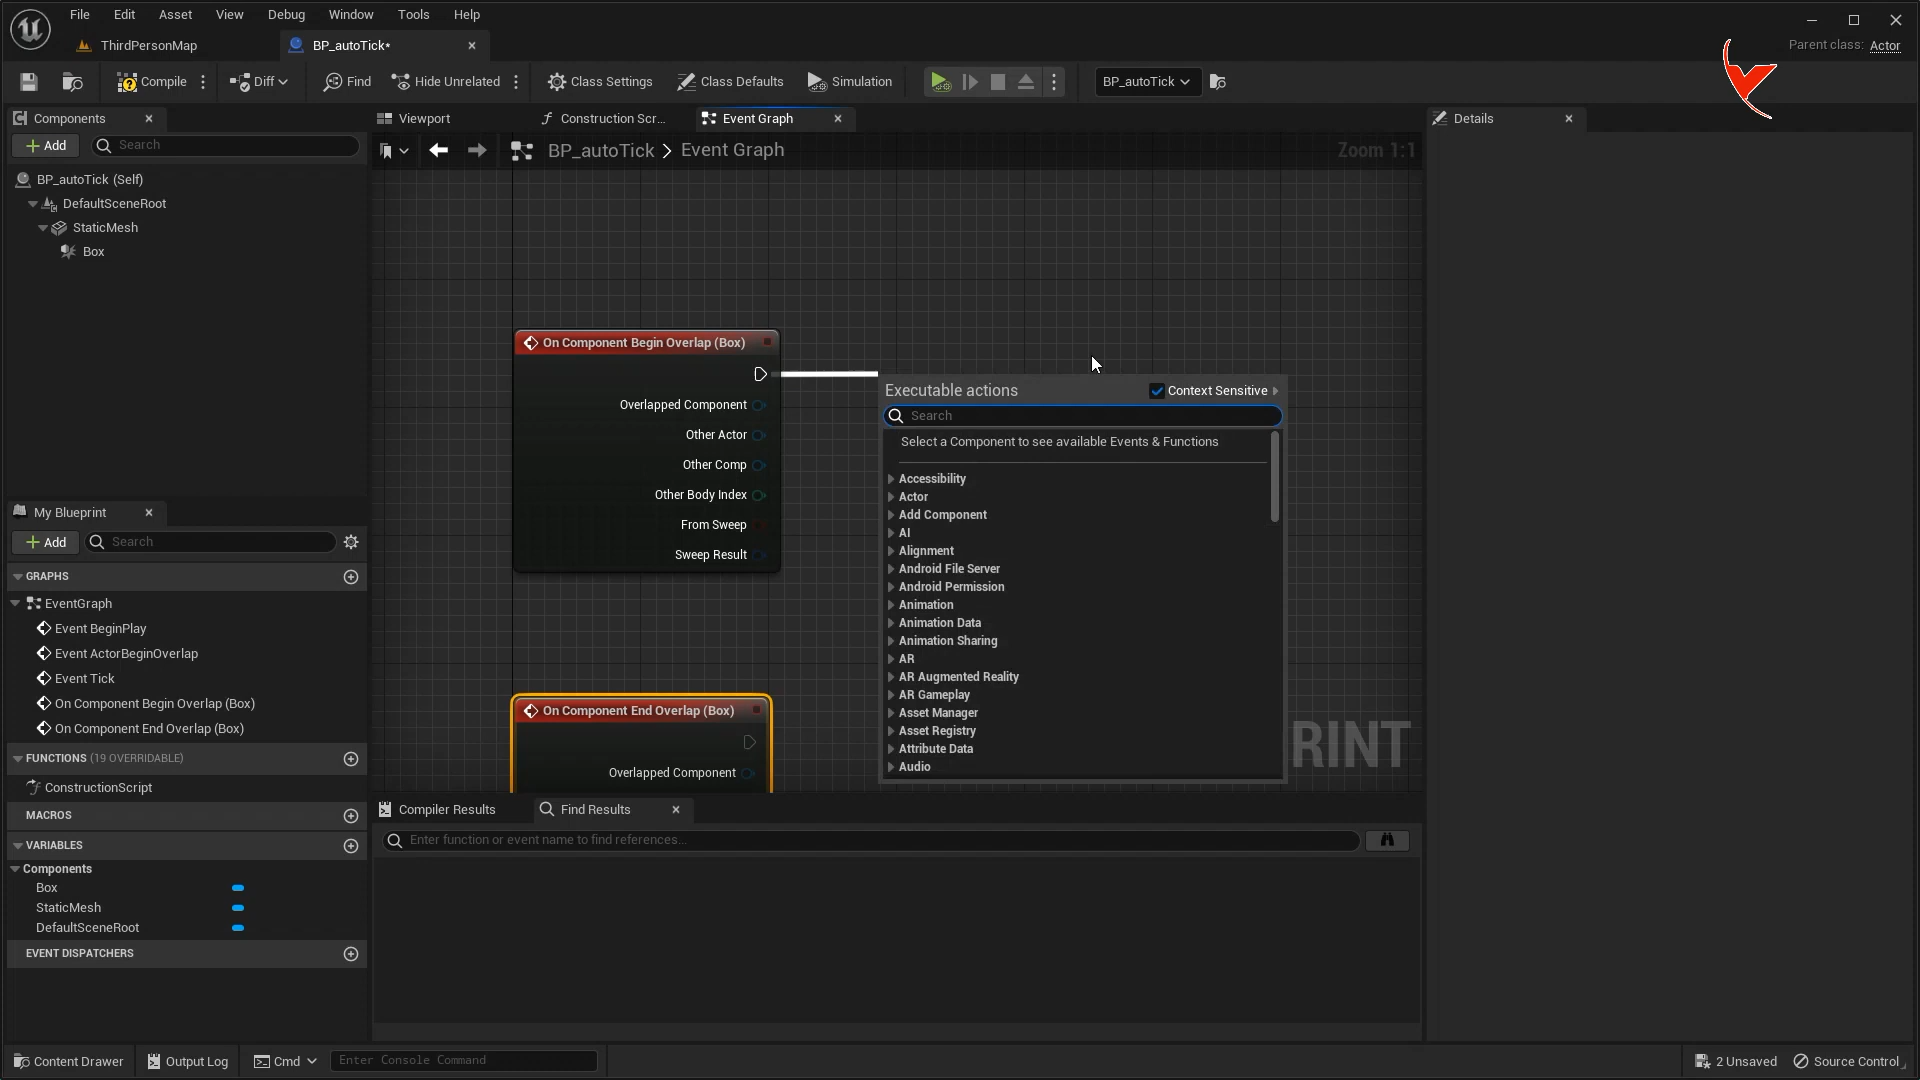 File Edit Asset View Debug Window Tools Help
ThirdPersonMap
BP_autoTick*
Parent class: Actor
Compile
Diff
Find
Hide Unrelated
Class Settings
Class Defaults
Simulation
BP_autoTick
Components
Add
Search
BP_autoTick (Self)
DefaultSceneRoot
StaticMesh
Box
Viewport
Construction Scr...
Event Graph
BP_autoTick > Event Graph
Zoom 1:1
Details
On Component Begin Overlap (Box)
Overlapped Component
Other Actor
Other Comp
Other Body Index
From Sweep
Sweep Result
On Component End Overlap (Box)
Overlapped Component
Executable actions
Context Sensitive
Search
Select a Component to see available Events & Functions
Accessibility
Actor
Add Component
AI
Alignment
Android File Server
Android Permission
Animation
Animation Data
Animation Sharing
AR
AR Augmented Reality
AR Gameplay
Asset Manager
Asset Registry
Attribute Data
Audio
RINT
My Blueprint
Add
Search
GRAPHS
EventGraph
Event BeginPlay
Event ActorBeginOverlap
Event Tick
On Component Begin Overlap (Box)
On Component End Overlap (Box)
FUNCTIONS (19 OVERRIDABLE)
ConstructionScript
MACROS
VARIABLES
Components
Box
StaticMesh
DefaultSceneRoot
EVENT DISPATCHERS
Compiler Results
Find Results
Enter function or event name to find references...
Content Drawer
Output Log
Cmd
Enter Console Command
2 Unsaved
Source Control